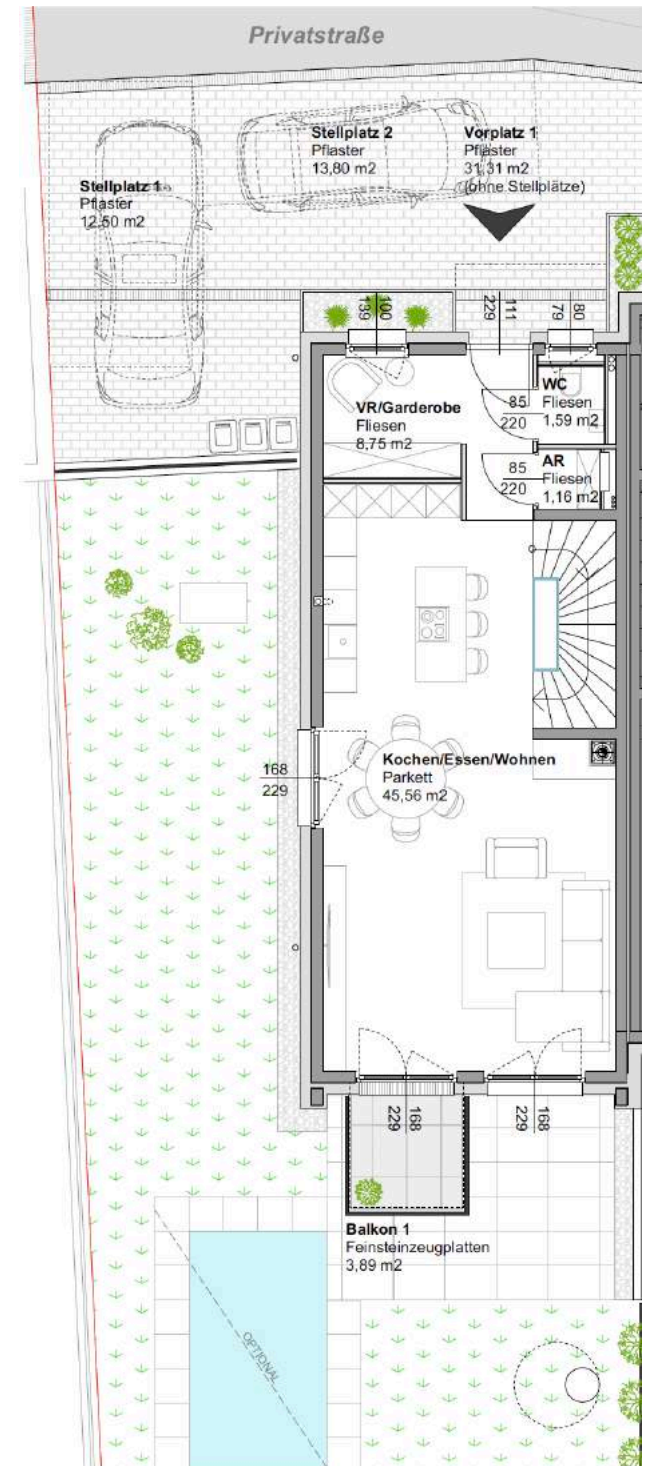 Privatstraße
Stellplatz 1
Pflaster
12,50 m2
Stellplatz 2
Pflaster
13,80 m2
Vorplatz 1
Pflaster
31,31 m2
(ohne Stellplätze)
100
139
111
229
80
79
VR/Garderobe
Fliesen
8,75 m2
85
220
WC
Fliesen
1,59 m2
85
220
AR
Fliesen
1,16 m2
168
229
Kochen/Essen/Wohnen
Parkett
45,56 m2
168
229
168
229
Balkon 1
Feinsteinzeugplatten
3,89 m2
OPTIONAL